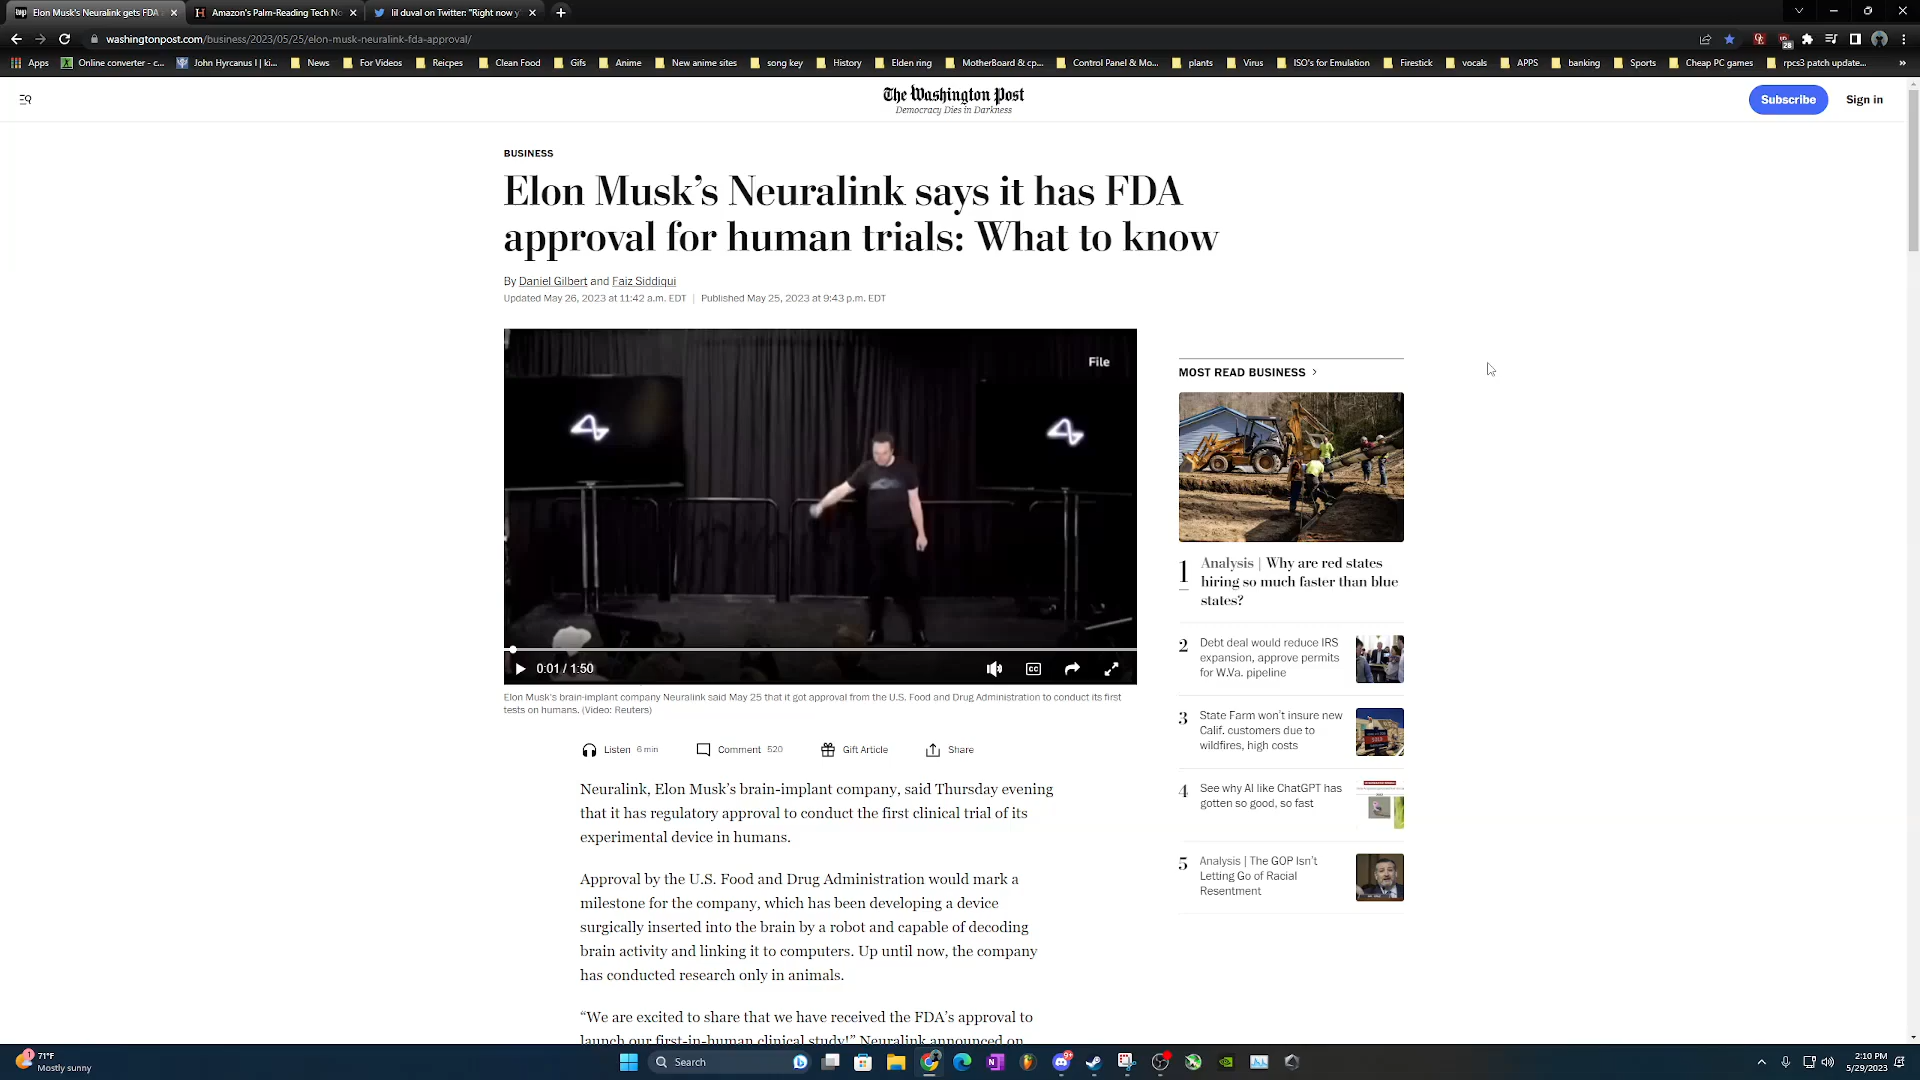 Elon Musk's Neuralink gets FDA
Amazon's Palm-Reading Tech No
lil duval on Twitter: "Right now y
washingtonpost.com/business/2023/05/25/elon-musk-neuralink-fda-approval/
28
Apps
Online converter - c...
John Hyrcanus I | ki...
News
For Videos
Reicpes
Clean Food
Gifs
Anime
New anime sites
song key
History
Elden ring
MotherBoard & cp...
Control Panel & Mo...
plants
Virus
ISO's for Emulation
Firestick
vocals
APPS
banking
Sports
Cheap PC games
rpcs3 patch update...
The Washington Post
Democracy Dies in Darkness
Subscribe
Sign in
BUSINESS
Elon Musk’s Neuralink says it has FDA
approval for human trials: What to know
By Daniel Gilbert and Faiz Siddiqui
Updated May 26, 2023 at 11:42 a.m. EDT | Published May 25, 2023 at 9:43 p.m. EDT
File
0:01 / 1:50
CC
Elon Musk's brain-implant company Neuralink said May 25 that it got approval from the U.S. Food and Drug Administration to conduct its first
tests on humans. (Video: Reuters)
Listen 6 min
Comment 520
Gift Article
Share
Neuralink, Elon Musk’s brain-implant company, said Thursday evening
that it has regulatory approval to conduct the first clinical trial of its
experimental device in humans.
Approval by the U.S. Food and Drug Administration would mark a
milestone for the company, which has been developing a device
surgically inserted into the brain by a robot and capable of decoding
brain activity and linking it to computers. Up until now, the company
has conducted research only in animals.
“We are excited to share that we have received the FDA’s approval to
launch our first-in-human clinical study!” Neuralink announced on
MOST READ BUSINESS >
1
Analysis | Why are red states
hiring so much faster than blue
states?
2
Debt deal would reduce IRS
expansion, approve permits
for W.Va. pipeline
3
State Farm won’t insure new
Calif. customers due to
wildfires, high costs
4
See why AI like ChatGPT has
gotten so good, so fast
5
Analysis | The GOP Isn’t
Letting Go of Racial
Resentment
1
71°F
Mostly sunny
Search
9+
2:10 PM
5/29/2023